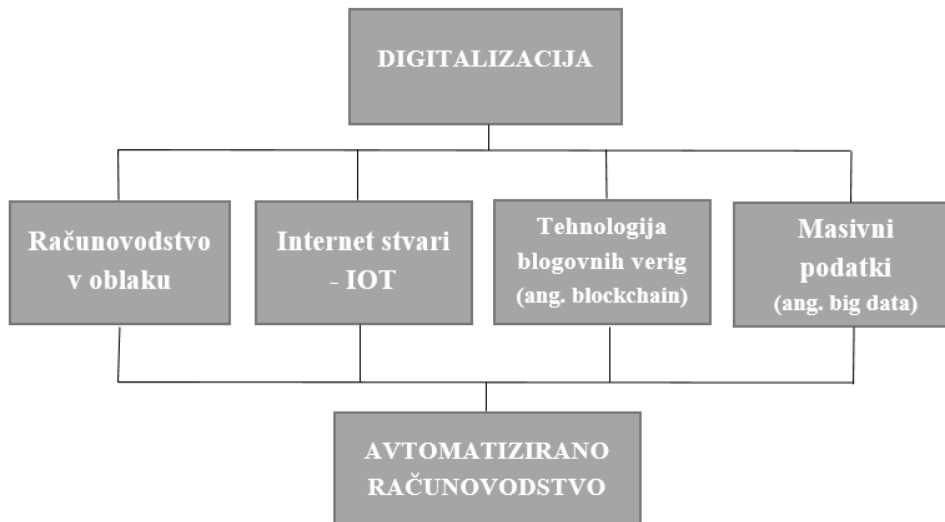 DIGITALIZACIJA
Računovodstvo
v oblaku
Internet stvari
- IOT
Tehnologija
blogovnih verig
(ang. blockchain)
Masivni
podatki
(ang. big data)
AVTOMATIZIRANO
RAČUNOVODSTVO